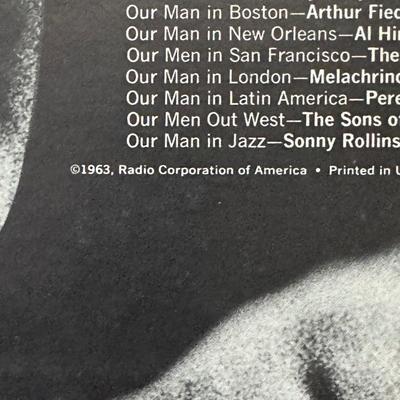 Our Man in Boston—Arthur Fied
Our Man in New Orleans—Al Hir
Our Men in San Francisco—The
Our Man in London—Melachrino
Our Man in Latin America—Pere
Our Men Out West—The Sons of
Our Man in Jazz—Sonny Rollins
©1963, Radio Corporation of America • Printed in U